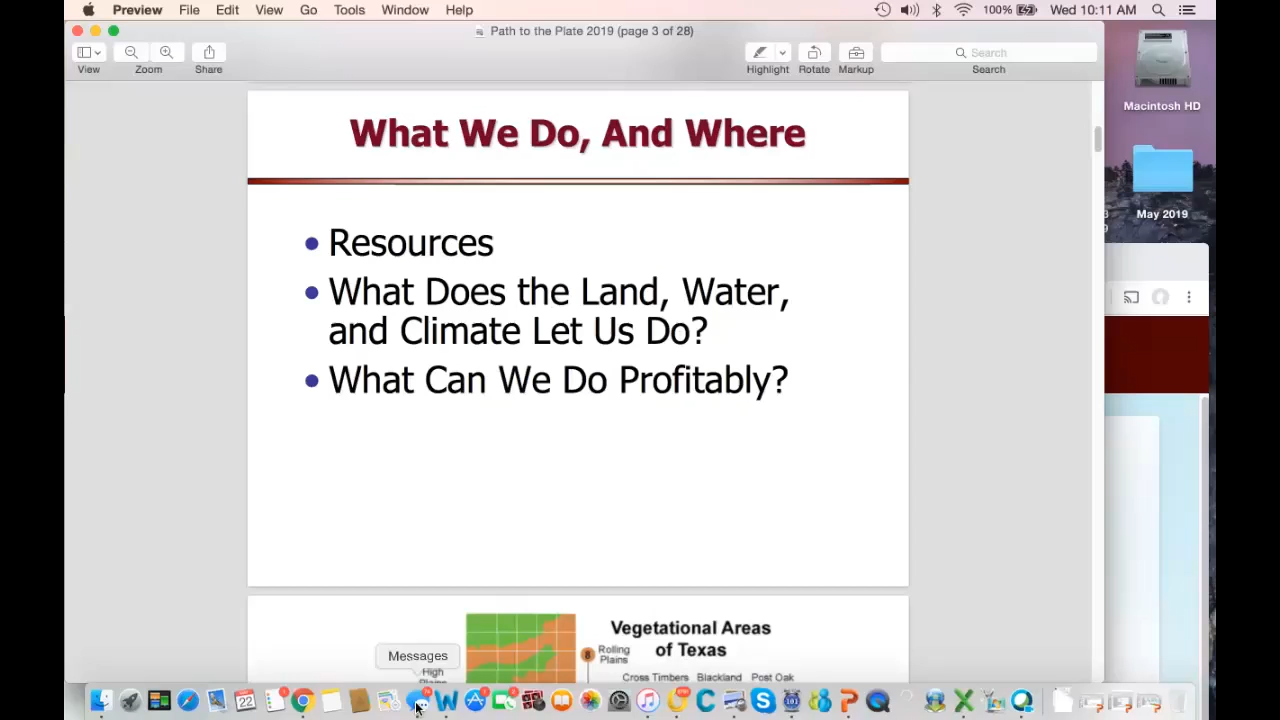 Preview File Edit View Go Tools Window Help 100% Wed 10:11 AM
Path to the Plate 2019 (page 3 of 28)
Search
View Zoom Share Highlight Rotate Markup Search
Macintosh HD
May 2019
What We Do, And Where
• Resources
• What Does the Land, Water,
and Climate Let Us Do?
• What Can We Do Profitably?
Vegetational Areas
of Texas
8 Rolling
Plains
Cross Timbers Blackland Post Oak
High
Messages
22